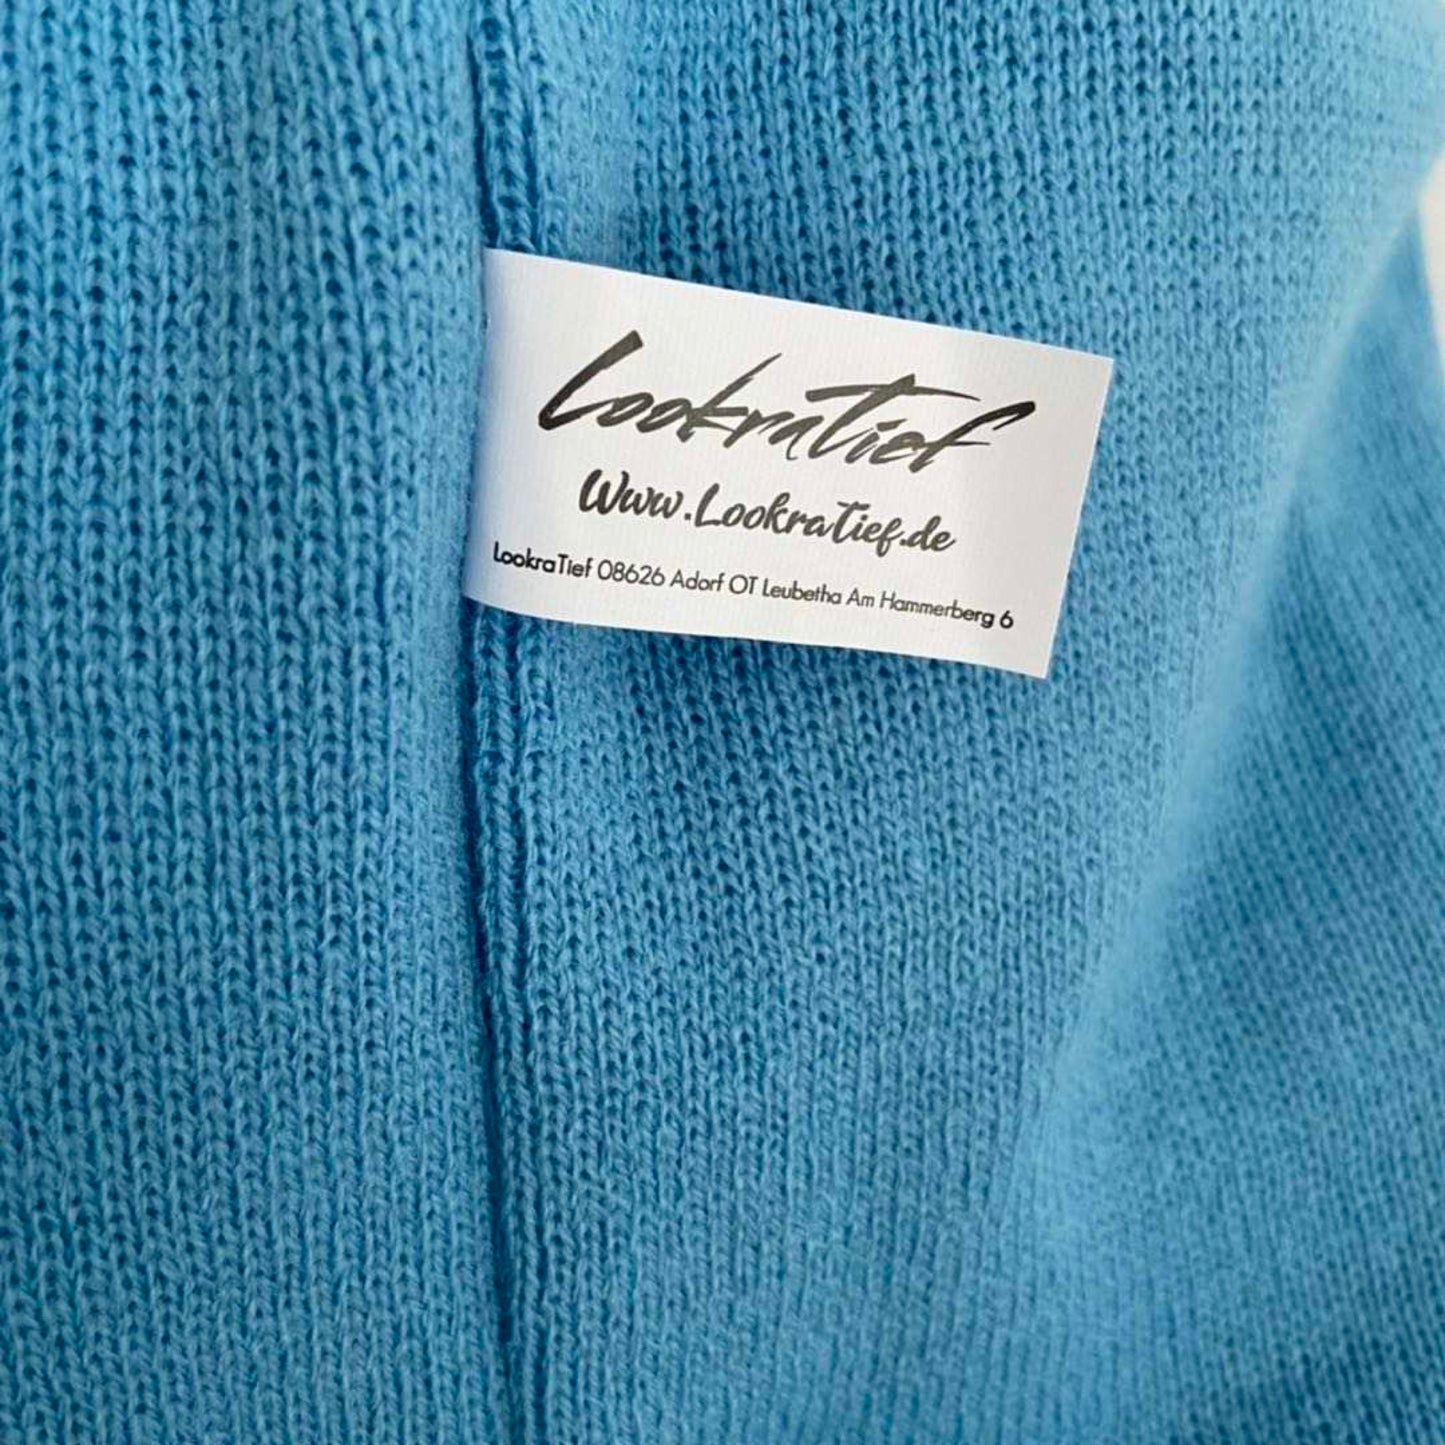 LookraTief
Www.LookraTief.de
LookraTief 08626 Adorf OT Leubetha Am Hammerberg 6